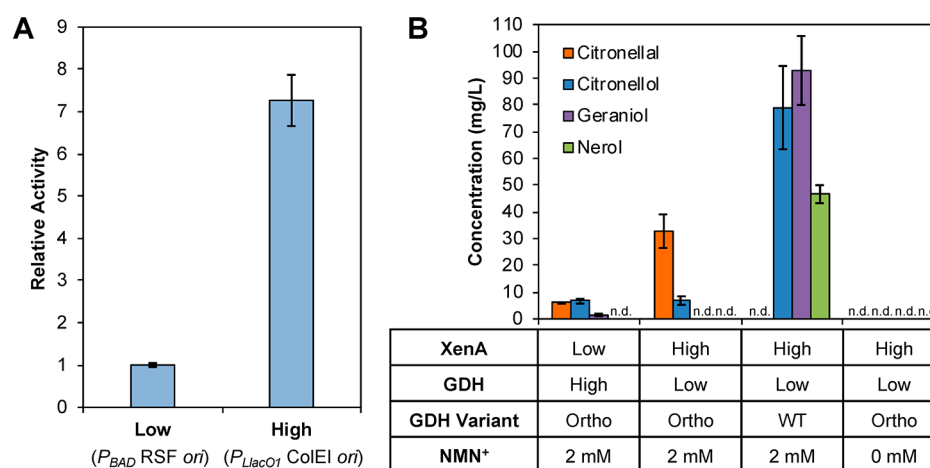 A
Relative Activity
9
8
7
6
5
4
3
2
1
0
Low
(P_BAD RSF ori)
High
(P_LlacO1 ColEI ori)
B
Concentration (mg/L)
110
100
90
80
70
60
50
40
30
20
10
0
Citronellal
Citronellol
Geraniol
Nerol
n.d. n.d. n.d. n.d. n.d. n.d. n.d. n.d.
XenA Low High High High
GDH High Low Low Low
GDH Variant Ortho Ortho WT Ortho
NMN⁺ 2 mM 2 mM 2 mM 0 mM